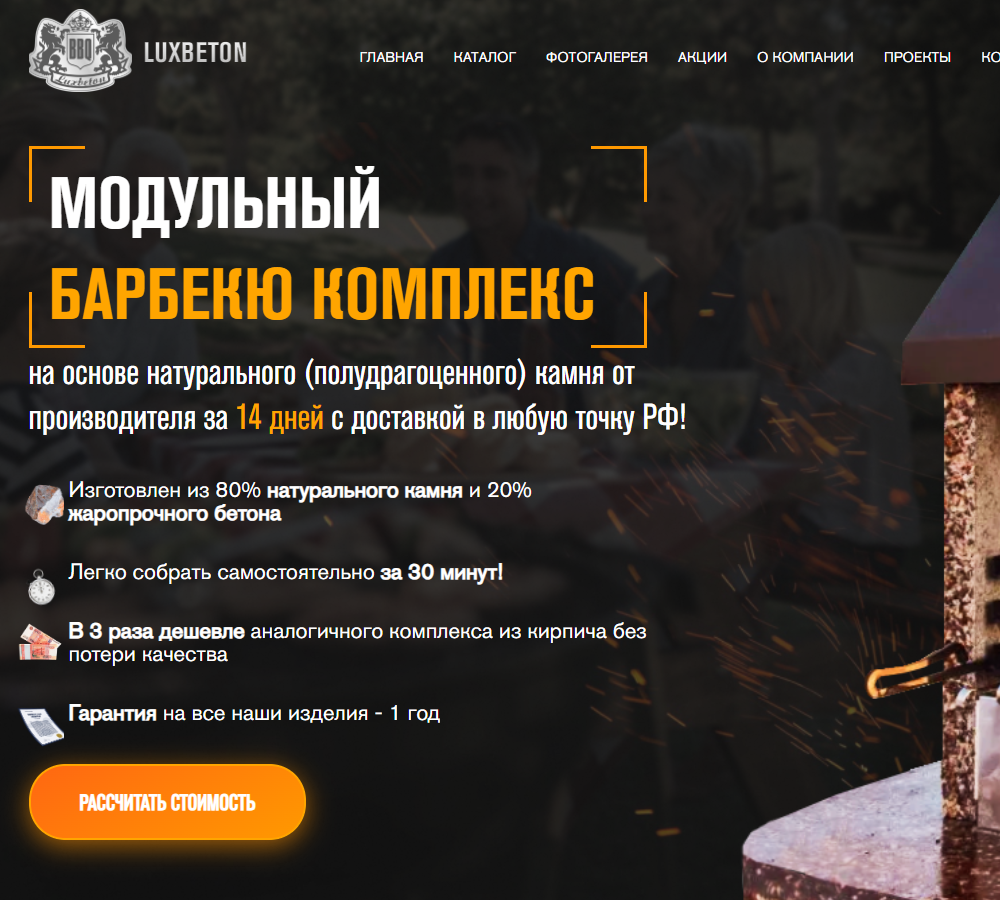 BBQ
Luxbeton
LUXBETON
ГЛАВНАЯ КАТАЛОГ ФОТОГАЛЕРЕЯ АКЦИИ О КОМПАНИИ ПРОЕКТЫ КО
МОДУЛЬНЫЙ
БАРБЕКЮ КОМПЛЕКС
на основе натурального (полудрагоценного) камня от
производителя за 14 дней с доставкой в любую точку РФ!
Изготовлен из 80% натурального камня и 20%
жаропрочного бетона
Легко собрать самостоятельно за 30 минут!
В 3 раза дешевле аналогичного комплекса из кирпича без
потери качества
Гарантия на все наши изделия - 1 год
РАССЧИТАТЬ СТОИМОСТЬ